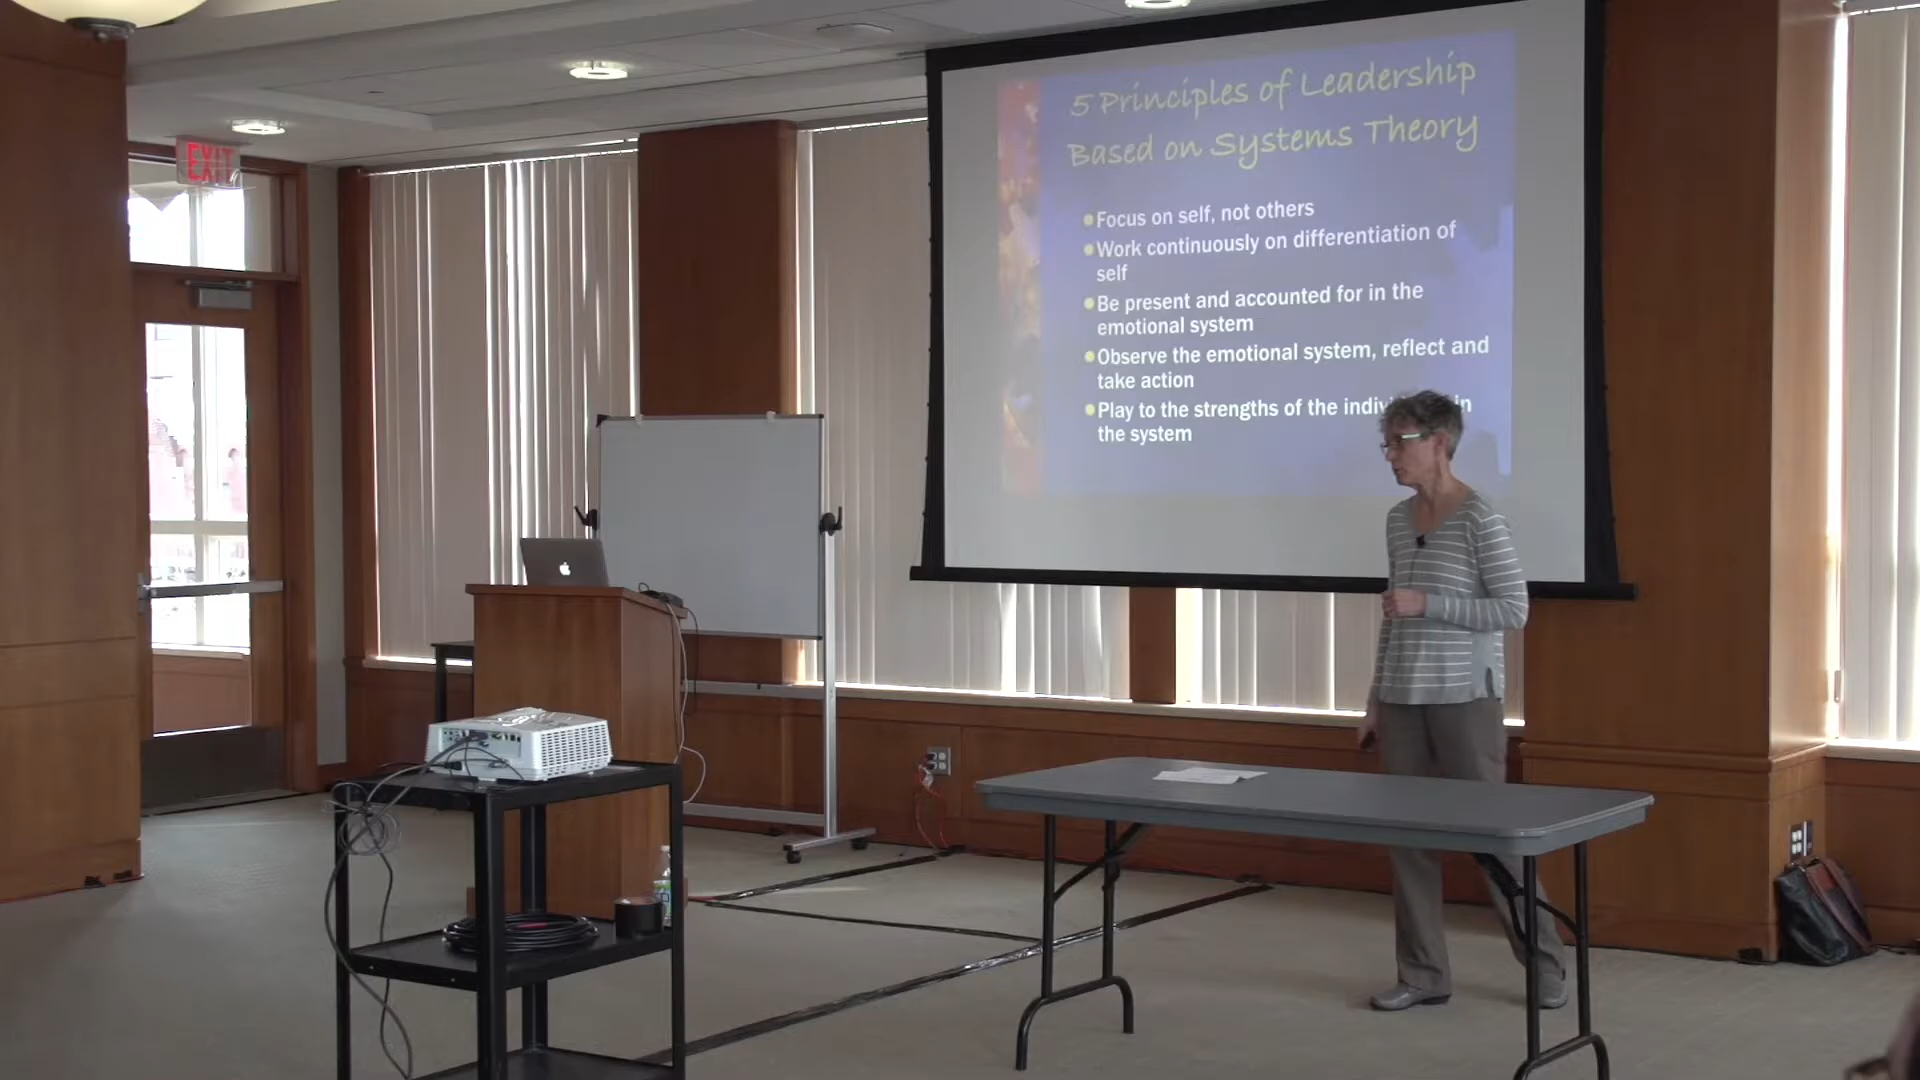 EXIT
5 Principles of Leadership
Based on Systems Theory
Focus on self, not others
Work continuously on differentiation of
self
Be present and accounted for in the
emotional system
Observe the emotional system, reflect and
take action
Play to the strengths of the in
the system